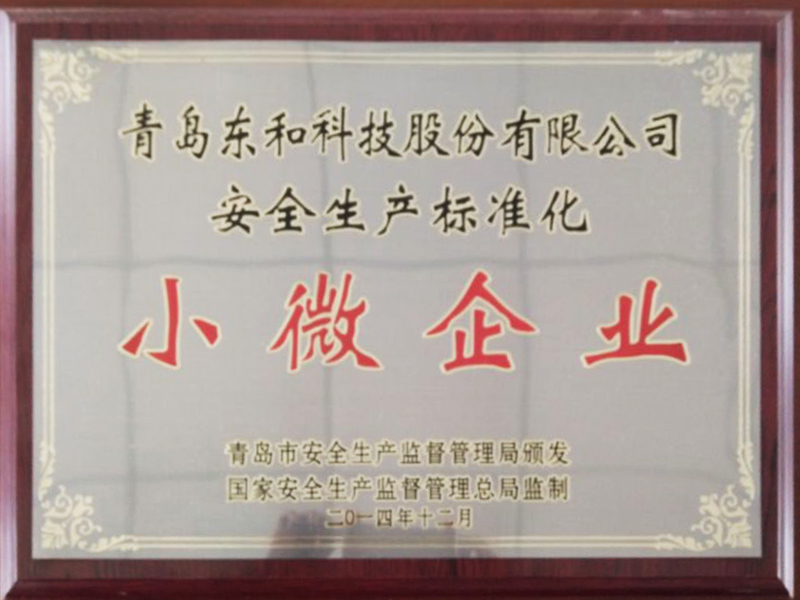 青岛东和科技股份有限公司
安全生产标准化
小微企业
青岛市安全生产监督管理局颁发
国家安全生产监督管理总局监制
二〇一四年十二月